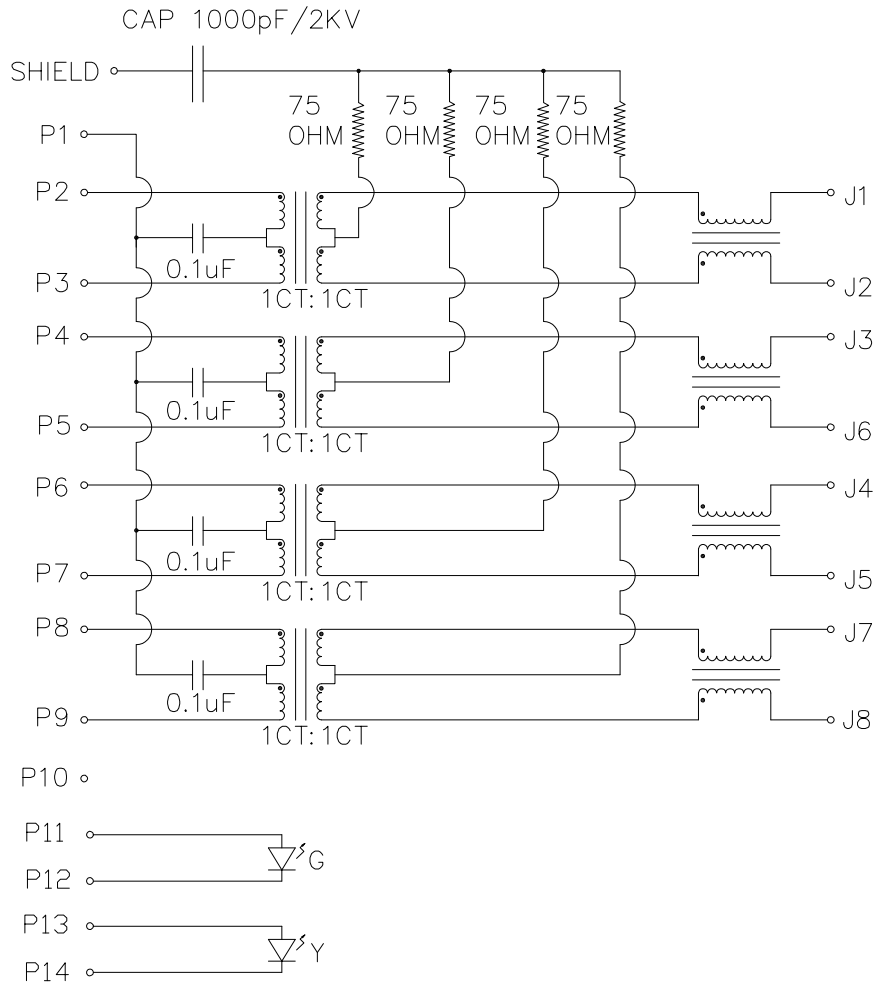 CAP 1000pF/2KV
SHIELD
75 OHM
75 OHM
75 OHM
75 OHM
P1
P2
J1
0.1uF
P3
1CT:1CT
J2
P4
J3
0.1uF
P5
1CT:1CT
J6
P6
J4
0.1uF
P7
1CT:1CT
J5
P8
J7
0.1uF
P9
1CT:1CT
J8
P10
P11
G
P12
P13
Y
P14